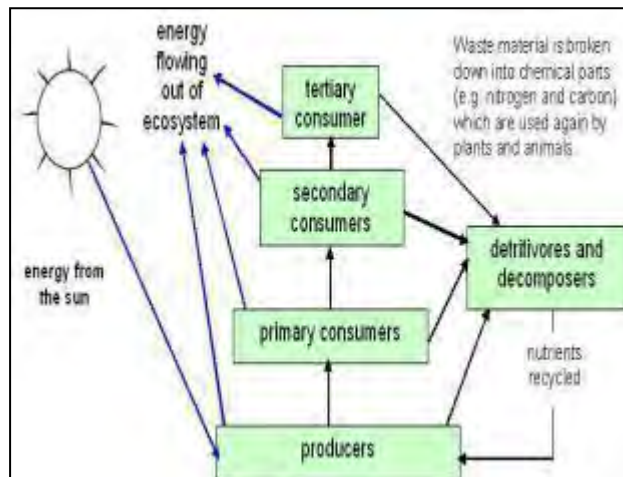 energy
flowing
out of
ecosystem
Waste material is broken
down into chemical parts
(e.g. nitrogen and carbon)
which are used again by
plants and animals
tertiary
consumer
secondary
consumers
detritivores and
decomposers
energy from
the sun
primary consumers
nutrients
recycled
producers